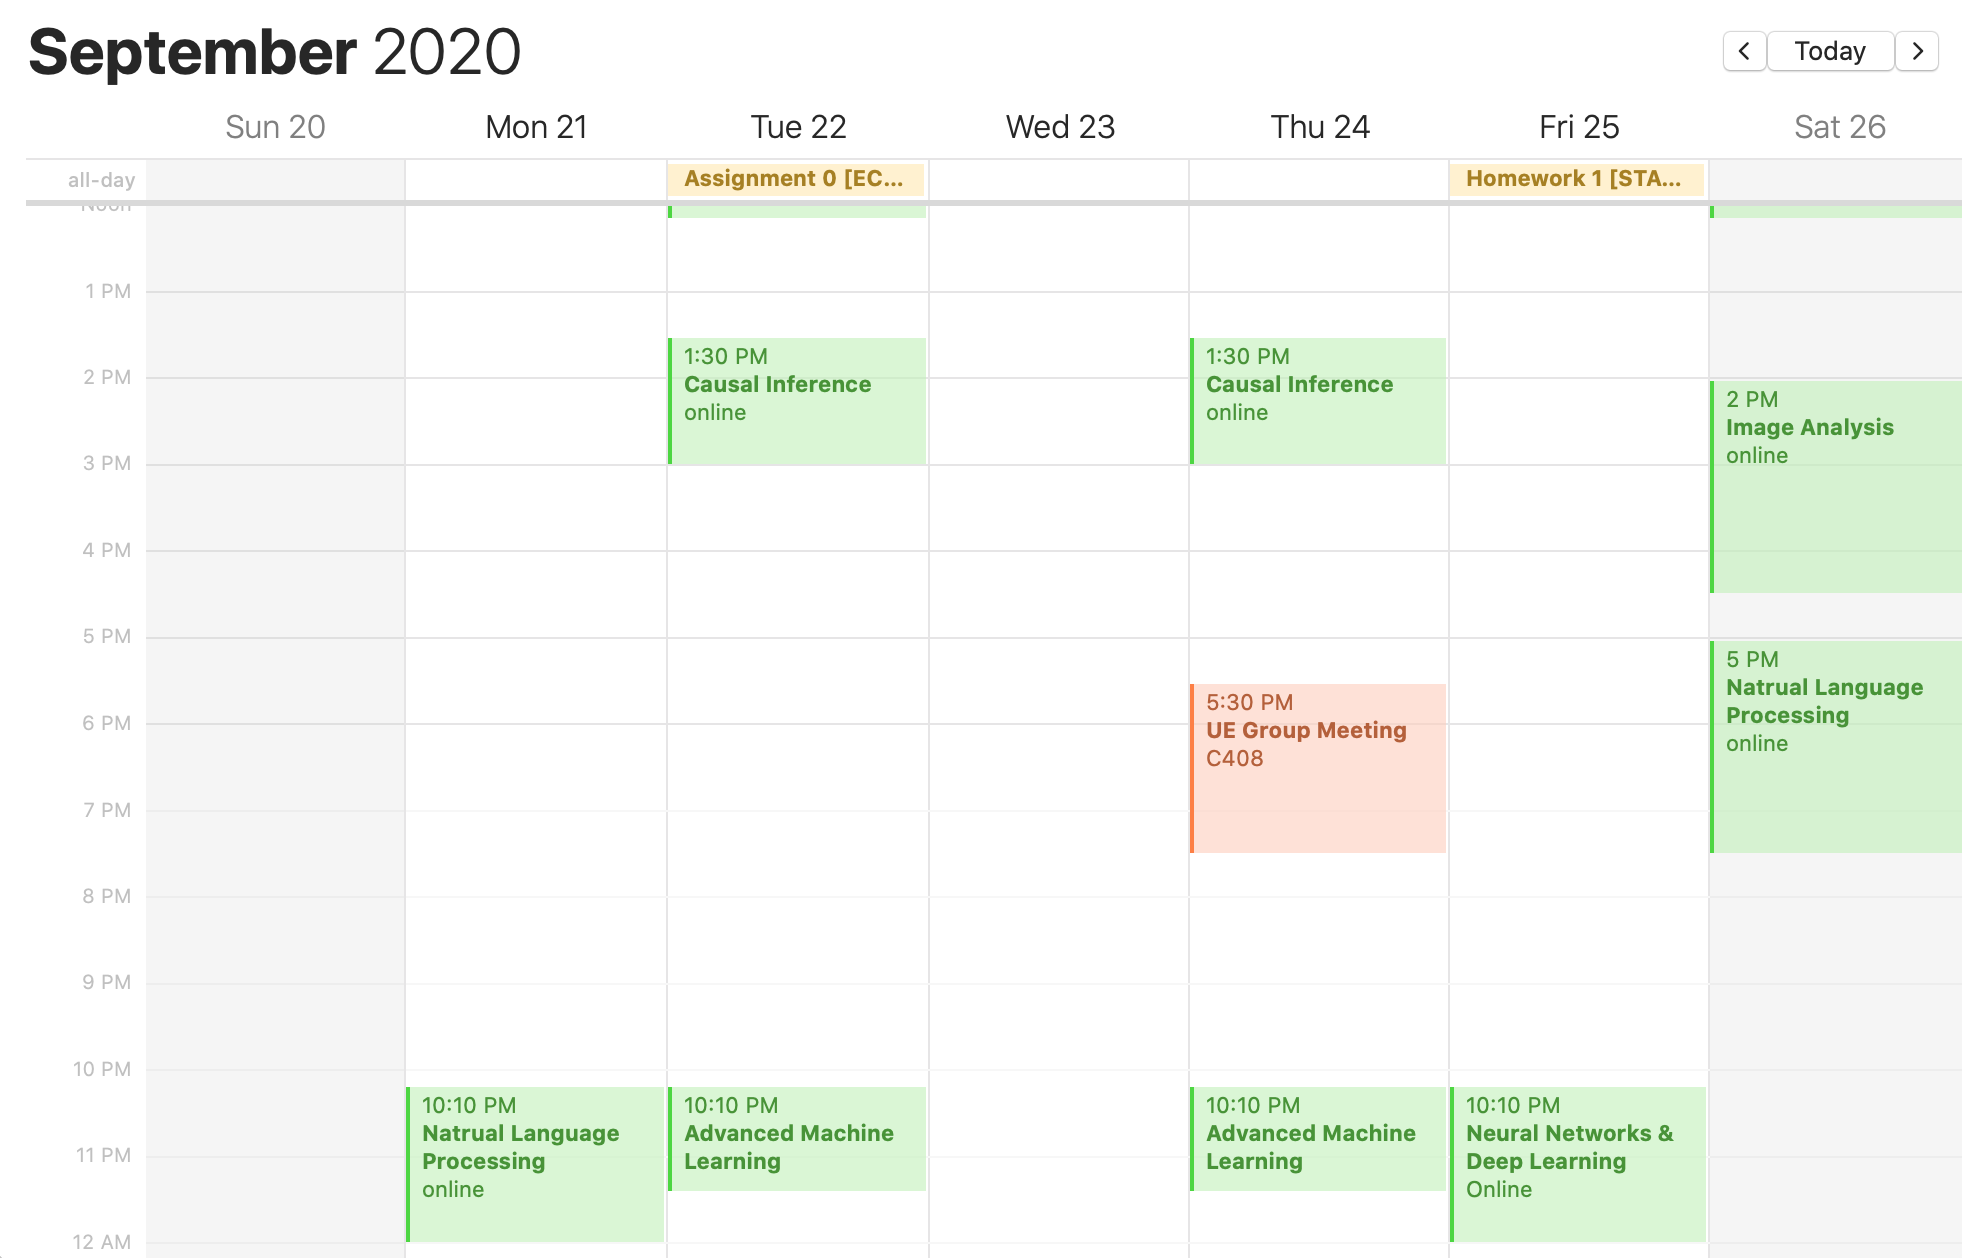 September 2020
Today
Sun 20
Mon 21
Tue 22
Wed 23
Thu 24
Fri 25
Sat 26
all-day
Assignment 0 [EC...
Homework 1 [STA...
Noon
1 PM
2 PM
3 PM
4 PM
5 PM
6 PM
7 PM
8 PM
9 PM
10 PM
11 PM
12 AM
10:10 PM
Natrual Language
Processing
online
1:30 PM
Causal Inference
online
10:10 PM
Advanced Machine
Learning
1:30 PM
Causal Inference
online
5:30 PM
UE Group Meeting
C408
10:10 PM
Advanced Machine
Learning
10:10 PM
Neural Networks &
Deep Learning
Online
2 PM
Image Analysis
online
5 PM
Natrual Language
Processing
online